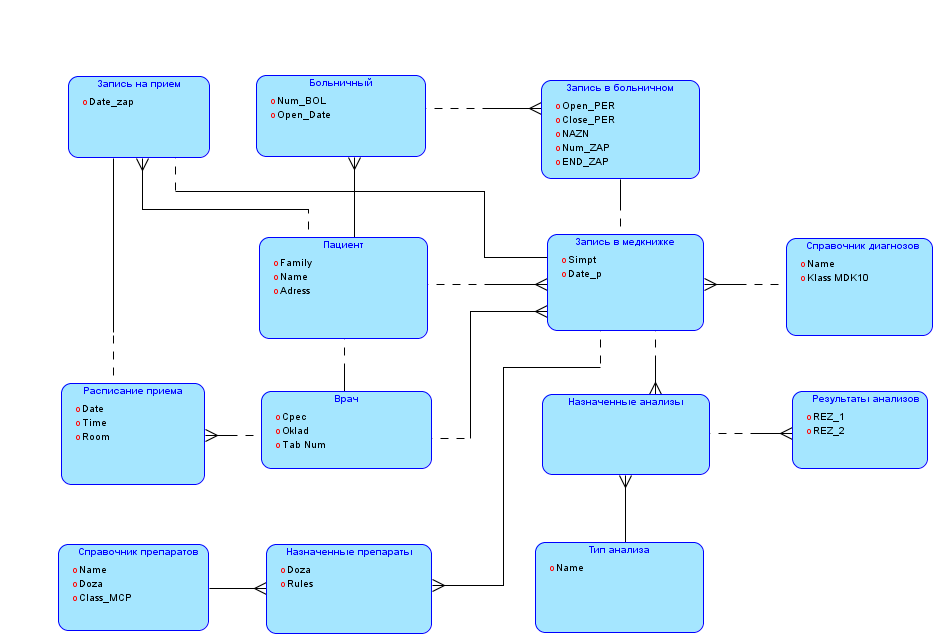 Запись на прием
Date_zap
Больничный
Num_BOL
Open_Date
Запись в больничном
Open_PER
Close_PER
NAZN
Num_ZAP
END_ZAP
Пациент
Family
Name
Adress
Запись в медкнижке
Simpt
Date_p
Справочник диагнозов
Name
Klass MDK10
Расписание приема
Date
Time
Room
Врач
Cpec
Oklad
Tab Num
Назначенные анализы
Результаты анализов
REZ_1
REZ_2
Справочник препаратов
Name
Doza
Class_MCP
Назначенные препараты
Doza
Rules
Тип анализа
Name